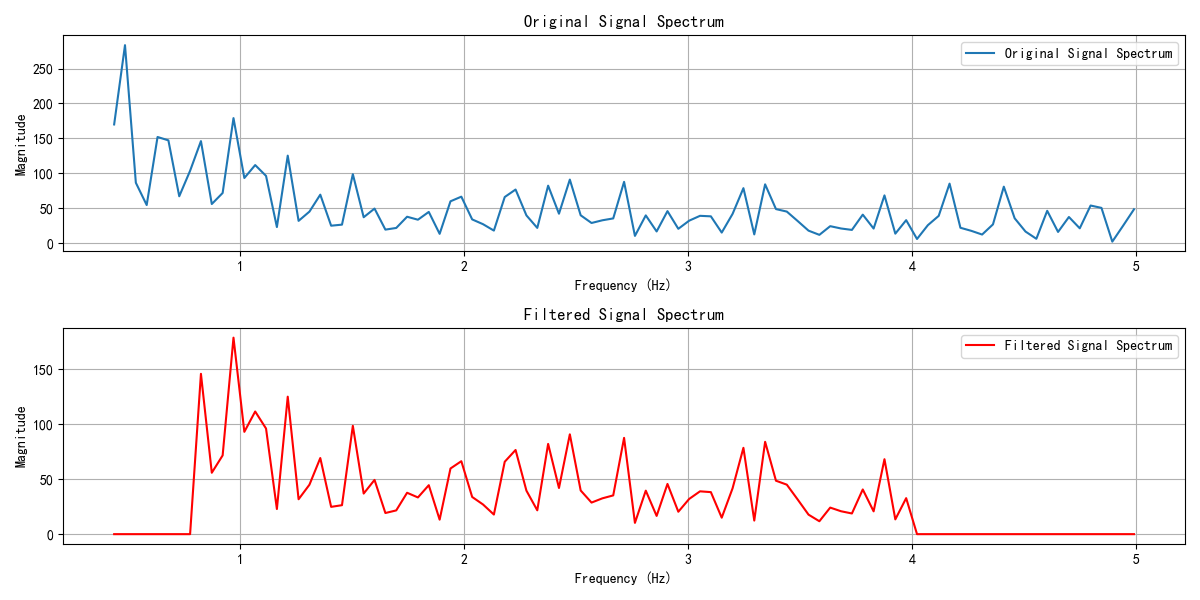 Original Signal Spectrum
Original Signal Spectrum
Magnitude
250
200
150
100
50
0
1 2 3 4 5
Frequency (Hz)
Filtered Signal Spectrum
Filtered Signal Spectrum
Magnitude
150
100
50
0
1 2 3 4 5
Frequency (Hz)